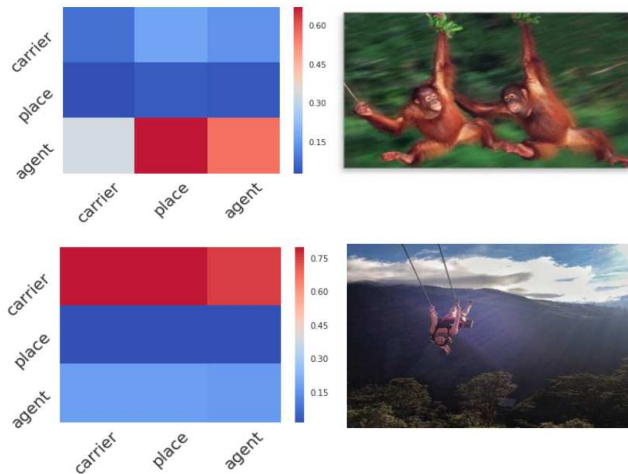 carrier
place
agent
carrier
place
agent
0.60
0.45
0.30
0.15
carrier
place
agent
carrier
place
agent
0.75
0.60
0.45
0.30
0.15